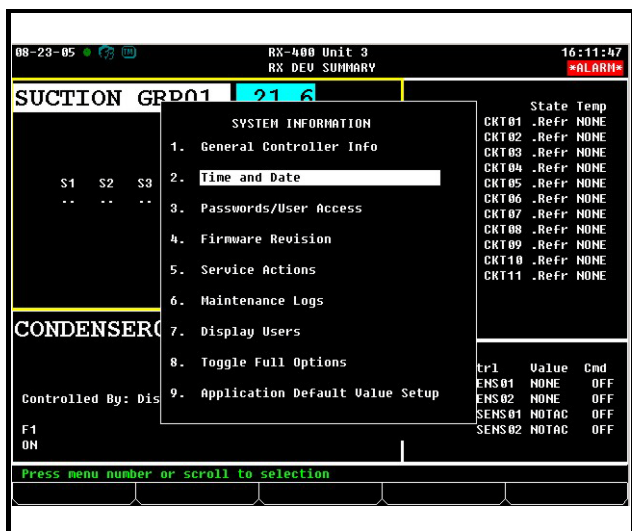 08-23-05 RX-400 Unit 3 16:11:47
RX DEV SUMMARY *ALARM*
SUCTION GRP01 21.6
State Temp
CKT01 .Refr NONE
CKT02 .Refr NONE
CKT03 .Refr NONE
CKT04 .Refr NONE
CKT05 .Refr NONE
CKT06 .Refr NONE
CKT07 .Refr NONE
CKT08 .Refr NONE
CKT09 .Refr NONE
CKT10 .Refr NONE
CKT11 .Refr NONE
S1 S2 S3
.. .. ..
SYSTEM INFORMATION
1. General Controller Info
2. Time and Date
3. Passwords/User Access
4. Firmware Revision
5. Service Actions
6. Maintenance Logs
7. Display Users
8. Toggle Full Options
9. Application Default Value Setup
CONDENSER
Controlled By: Dis
F1
ON
trl Value Cmd
ENS01 NONE OFF
ENS02 NONE OFF
SENS01 NOTAC OFF
SENS02 NOTAC OFF
Press menu number or scroll to selection